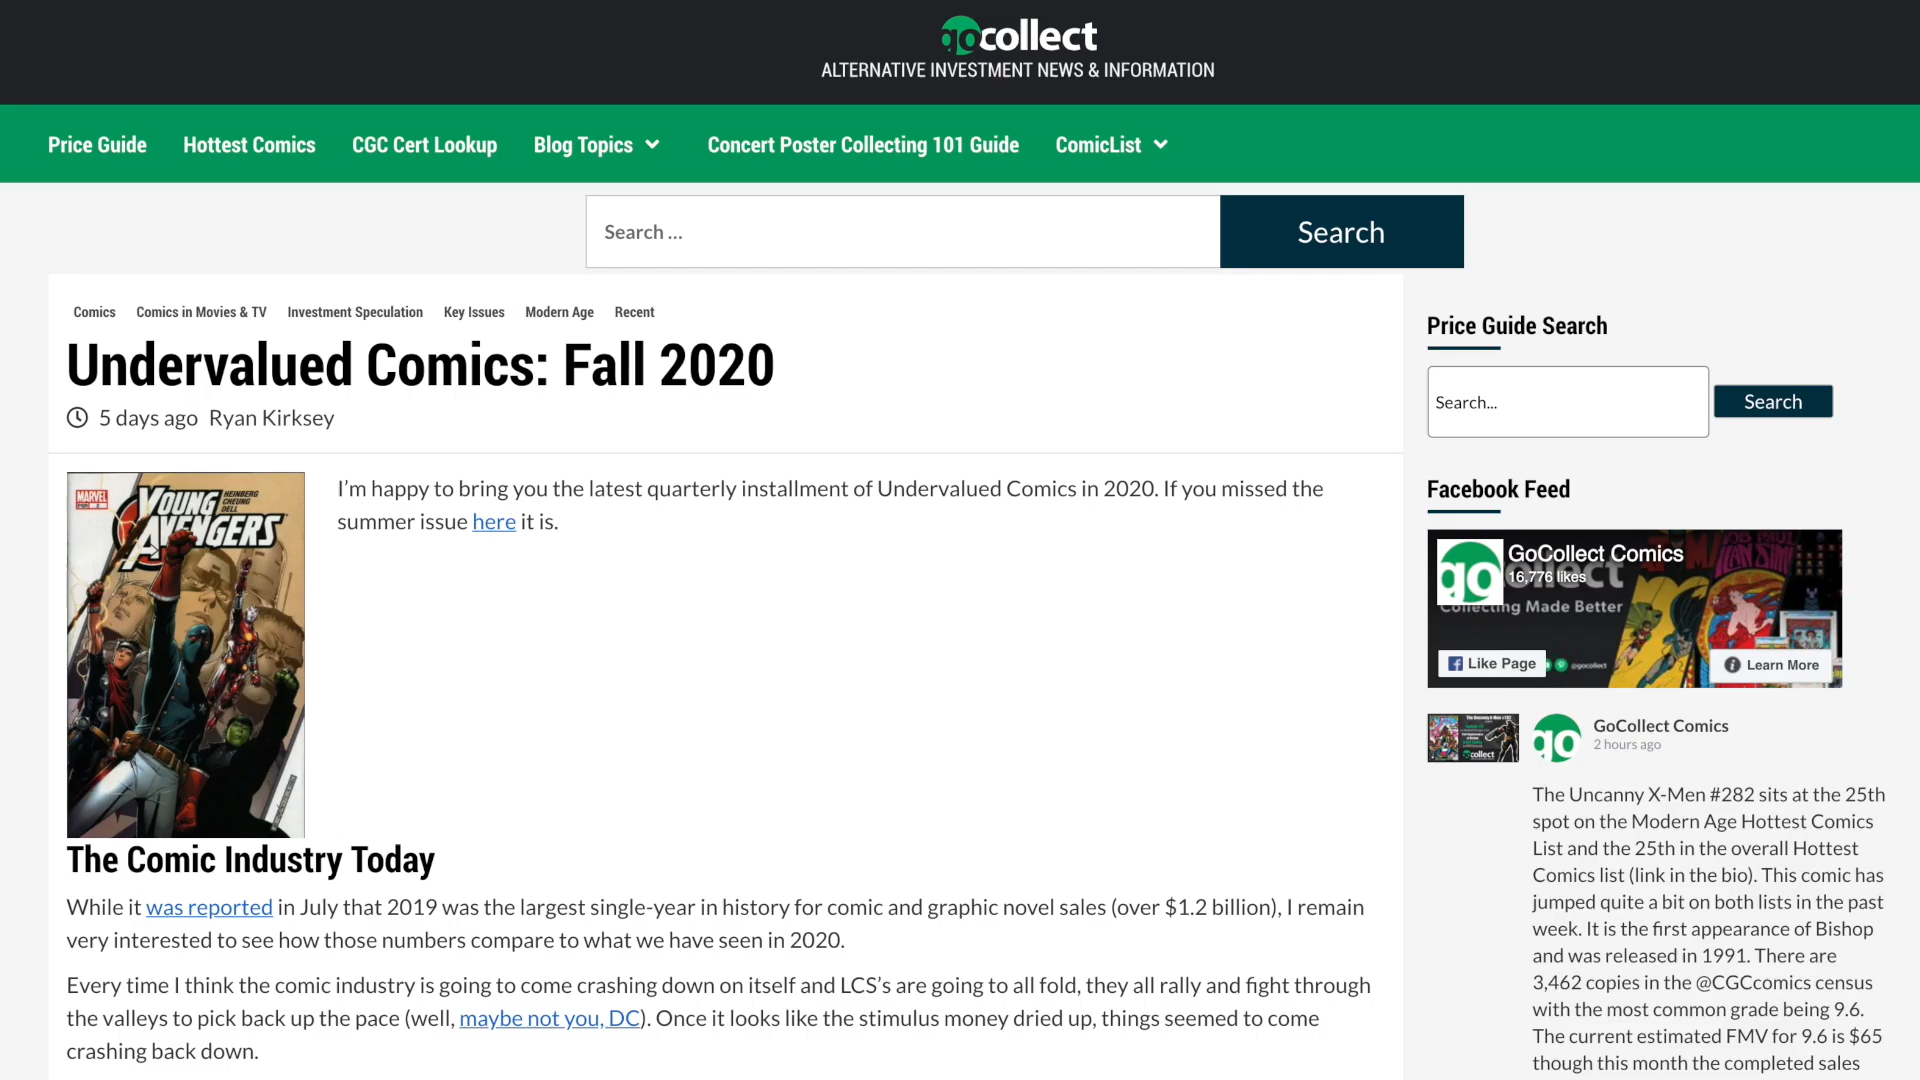 gocollect
ALTERNATIVE INVESTMENT NEWS & INFORMATION
Price Guide
Hottest Comics
CGC Cert Lookup
Blog Topics
Concert Poster Collecting 101 Guide
ComicList
Search ...
Search
Comics
Comics in Movies & TV
Investment Speculation
Key Issues
Modern Age
Recent
Undervalued Comics: Fall 2020
5 days ago Ryan Kirksey
MARVEL
YOUNG
AVENGERS
HEINBERG
CHEUNG
DELL
I'm happy to bring you the latest quarterly installment of Undervalued Comics in 2020. If you missed the
summer issue here it is.
The Comic Industry Today
While it was reported in July that 2019 was the largest single-year in history for comic and graphic novel sales (over $1.2 billion), I remain
very interested to see how those numbers compare to what we have seen in 2020.
Every time I think the comic industry is going to come crashing down on itself and LCS's are going to all fold, they all rally and fight through
the valleys to pick back up the pace (well, maybe not you, DC). Once it looks like the stimulus money dried up, things seemed to come
crashing back down.
Price Guide Search
Search...
Search
Facebook Feed
go
GoCollect Comics
16,776 likes
Collecting Made Better
Like Page
@gocollect
Learn More
collect
go
GoCollect Comics
2 hours ago
The Uncanny X-Men #282 sits at the 25th
spot on the Modern Age Hottest Comics
List and the 25th in the overall Hottest
Comics list (link in the bio). This comic has
jumped quite a bit on both lists in the past
week. It is the first appearance of Bishop
and was released in 1991. There are
3,462 copies in the @CGCcomics census
with the most common grade being 9.6.
The current estimated FMV for 9.6 is $65
though this month the completed sales